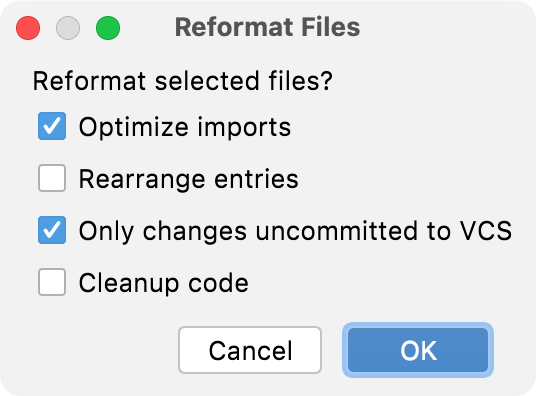 Reformat Files
Reformat selected files?
Optimize imports
Rearrange entries
Only changes uncommitted to VCS
Cleanup code
Cancel OK